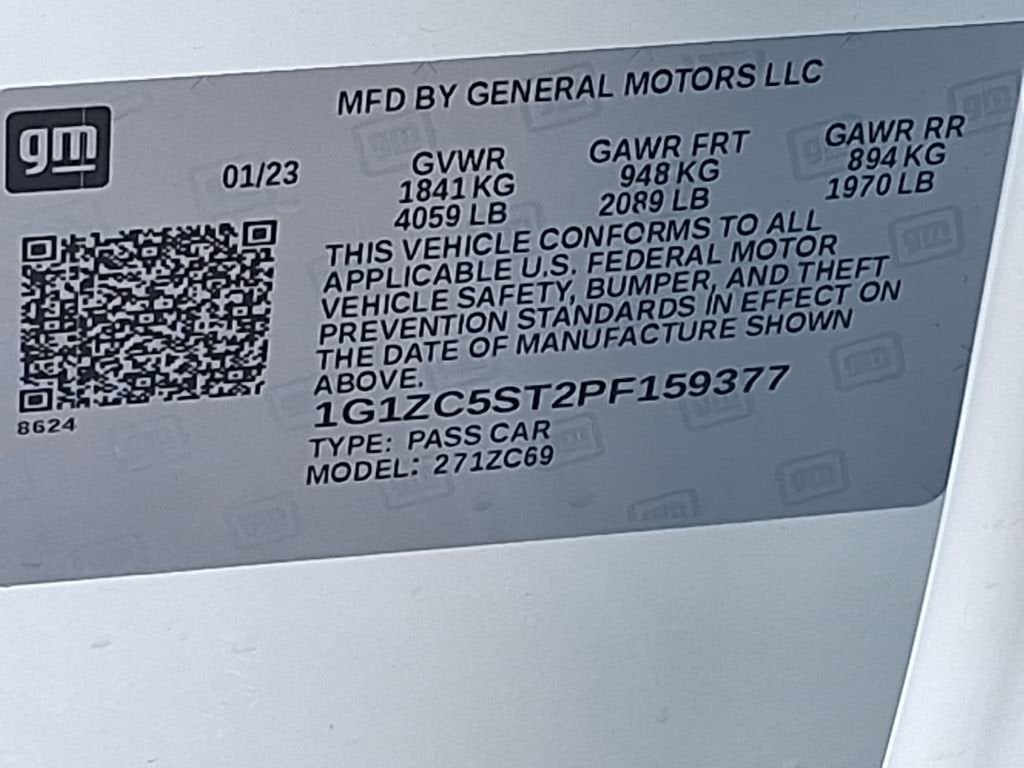 MFD BY GENERAL MOTORS LLC
gm
01/23
GVWR
1841 KG
4059 LB
GAWR FRT
948 KG
2089 LB
GAWR RR
894 KG
1970 LB
THIS VEHICLE CONFORMS TO ALL
APPLICABLE U.S. FEDERAL MOTOR
VEHICLE SAFETY, BUMPER, AND THEFT
PREVENTION STANDARDS IN EFFECT ON
THE DATE OF MANUFACTURE SHOWN
ABOVE.
1G1ZC5ST2PF159377
TYPE: PASS CAR
MODEL: 271ZC69
8624